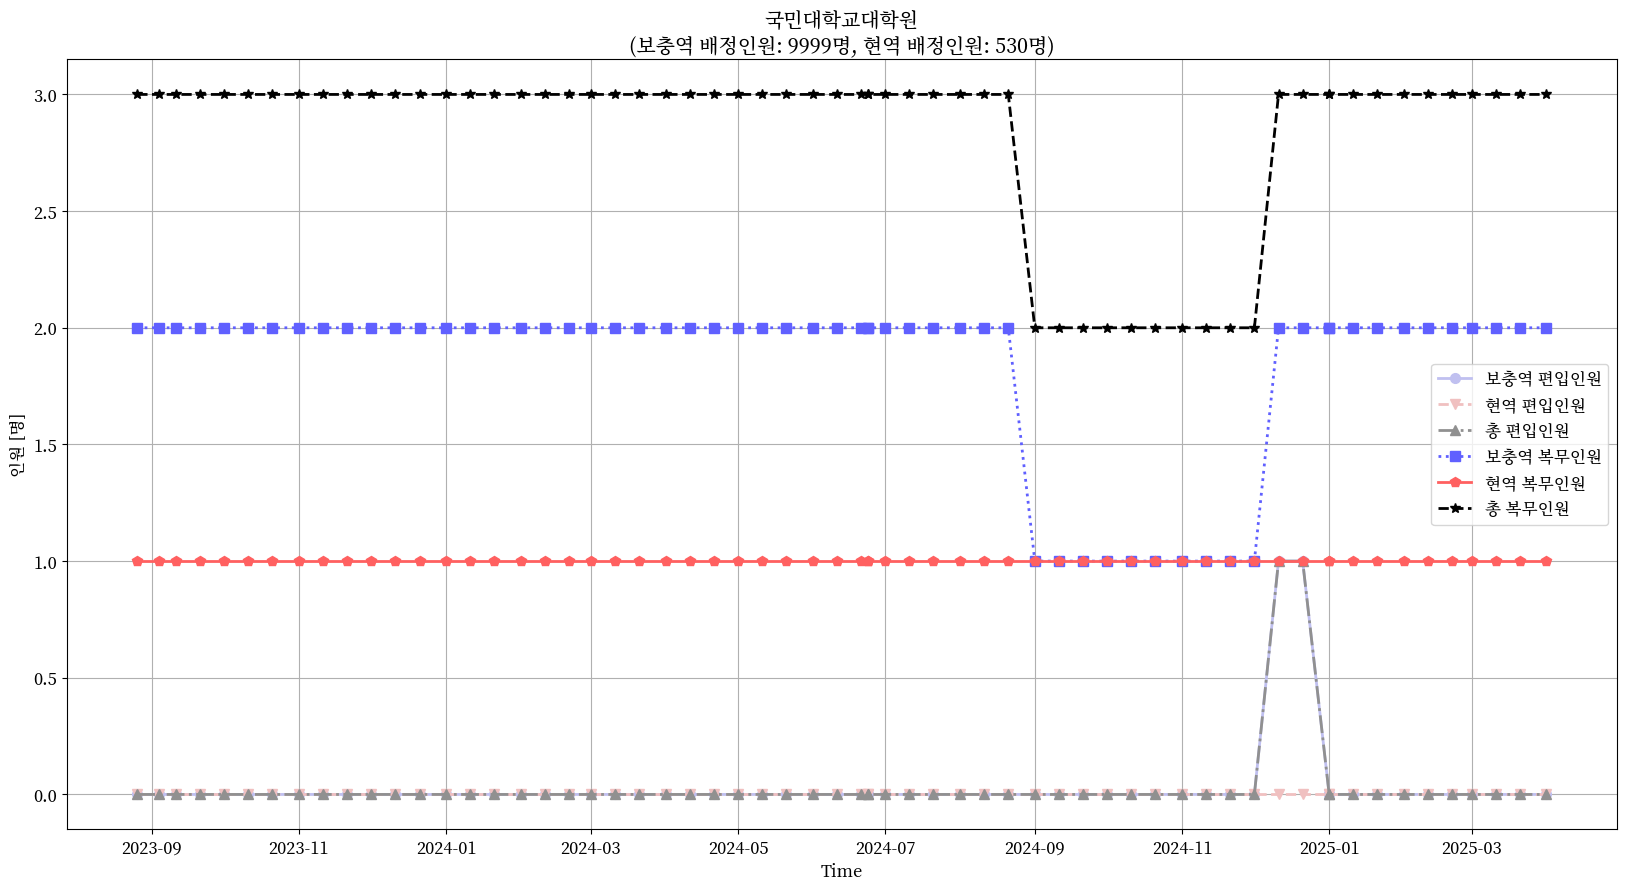 국민대학교대학원
(보충역 배정인원: 9999명, 현역 배정인원: 530명)
3.0
2.5
2.0
1.5
1.0
0.5
0.0
인원 [명]
보충역 편입인원
현역 편입인원
총 편입인원
보충역 복무인원
현역 복무인원
총 복무인원
2023-09 2023-11 2024-01 2024-03 2024-05 2024-07 2024-09 2024-11 2025-01 2025-03
Time